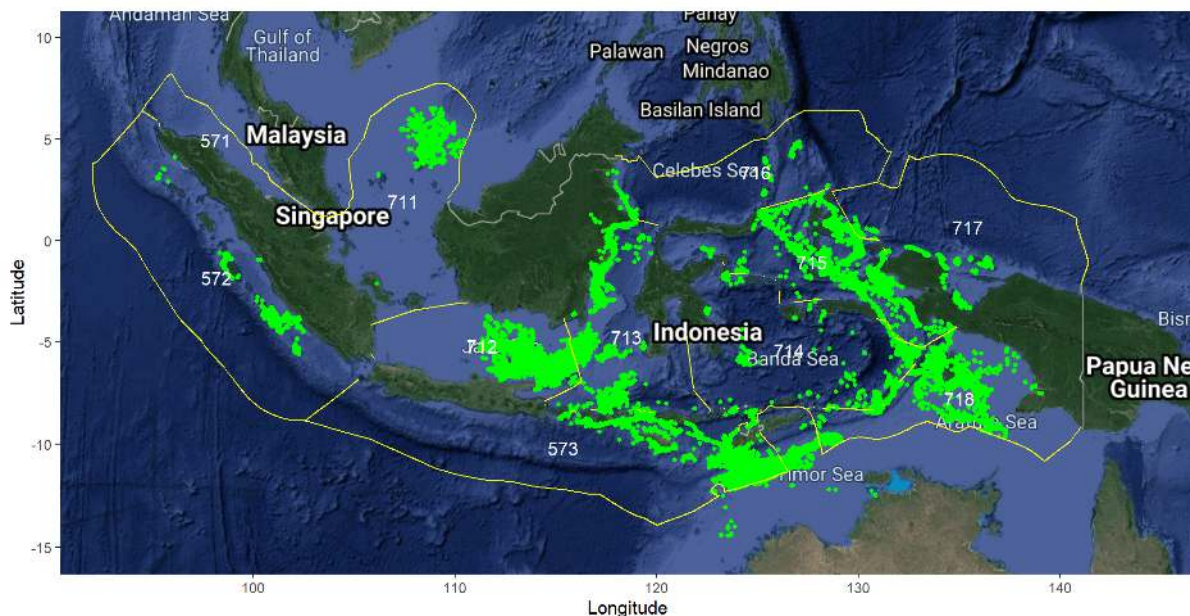 Andaman Sea
Gulf of
Thailand
Panay
Palawan
Negros
Mindanao
Basilan Island
571
Malaysia
Celebes Sea
716
711
Singapore
717
572
715
Indonesia
713
712
714
Banda Sea
Bism
Papua Ne
Guinea
718
Arafura Sea
573
Timor Sea
10
5
0
-5
-10
-15
Latitude
100
110
120
130
140
Longitude